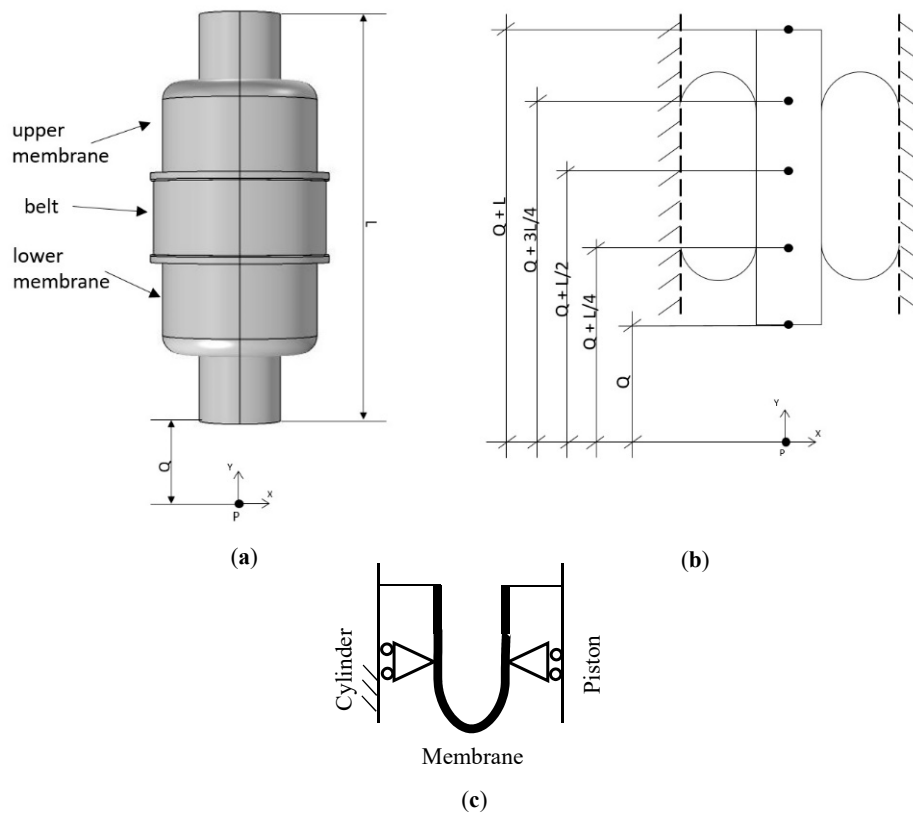 upper
membrane
belt
lower
membrane
L
Q
Y
X
P
(a)
Q + L
Q + 3L/4
Q + L/2
Q + L/4
Q
Y
X
P
(b)
Cylinder
Piston
Membrane
(c)